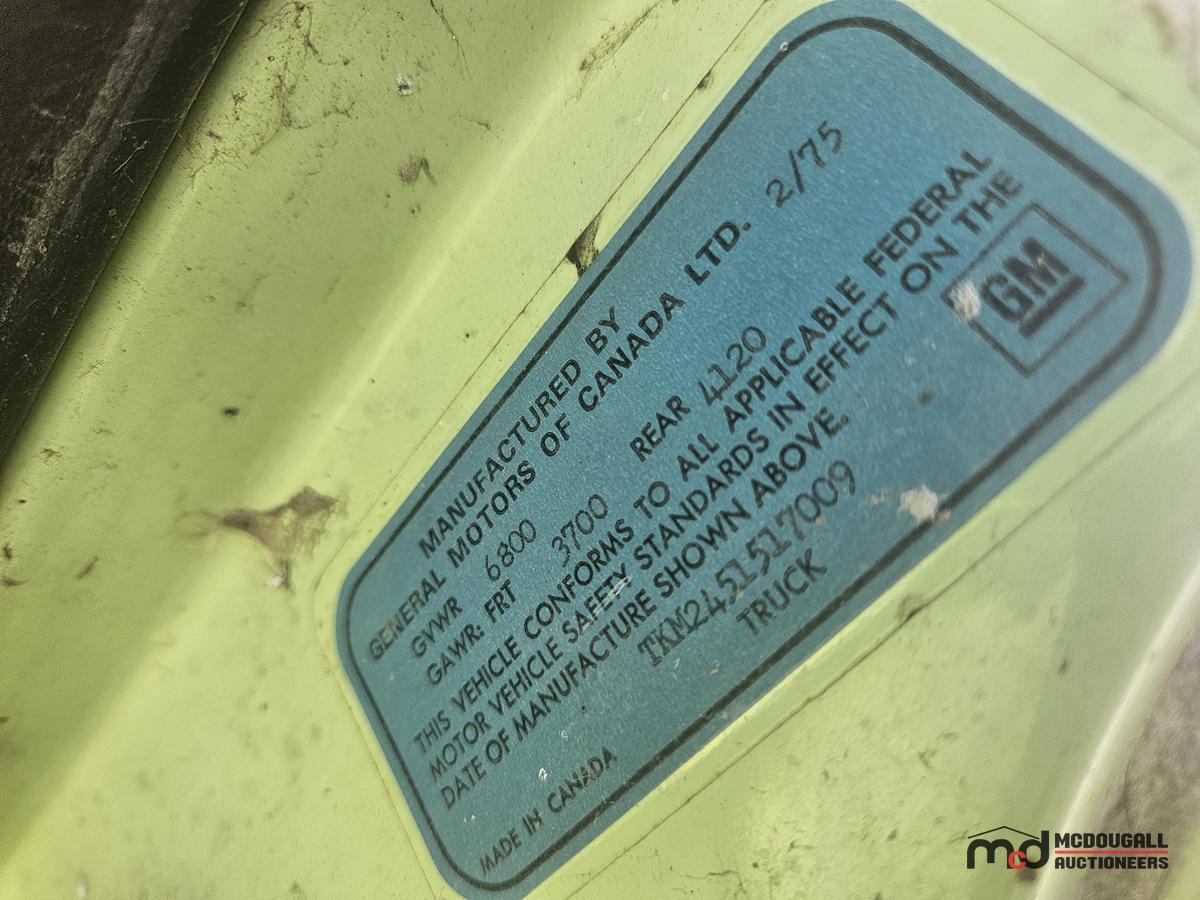 MANUFACTURED BY
GENERAL MOTORS OF CANADA LTD. 2/75
GVWR 6800
GAWR: FRT 3700 REAR 4120
THIS VEHICLE CONFORMS TO ALL APPLICABLE FEDERAL
MOTOR VEHICLE SAFETY STANDARDS IN EFFECT ON THE
DATE OF MANUFACTURE SHOWN ABOVE.
TKM2451517009
TRUCK
MADE IN CANADA
GM
mcd MCDOUGALL
AUCTIONEERS